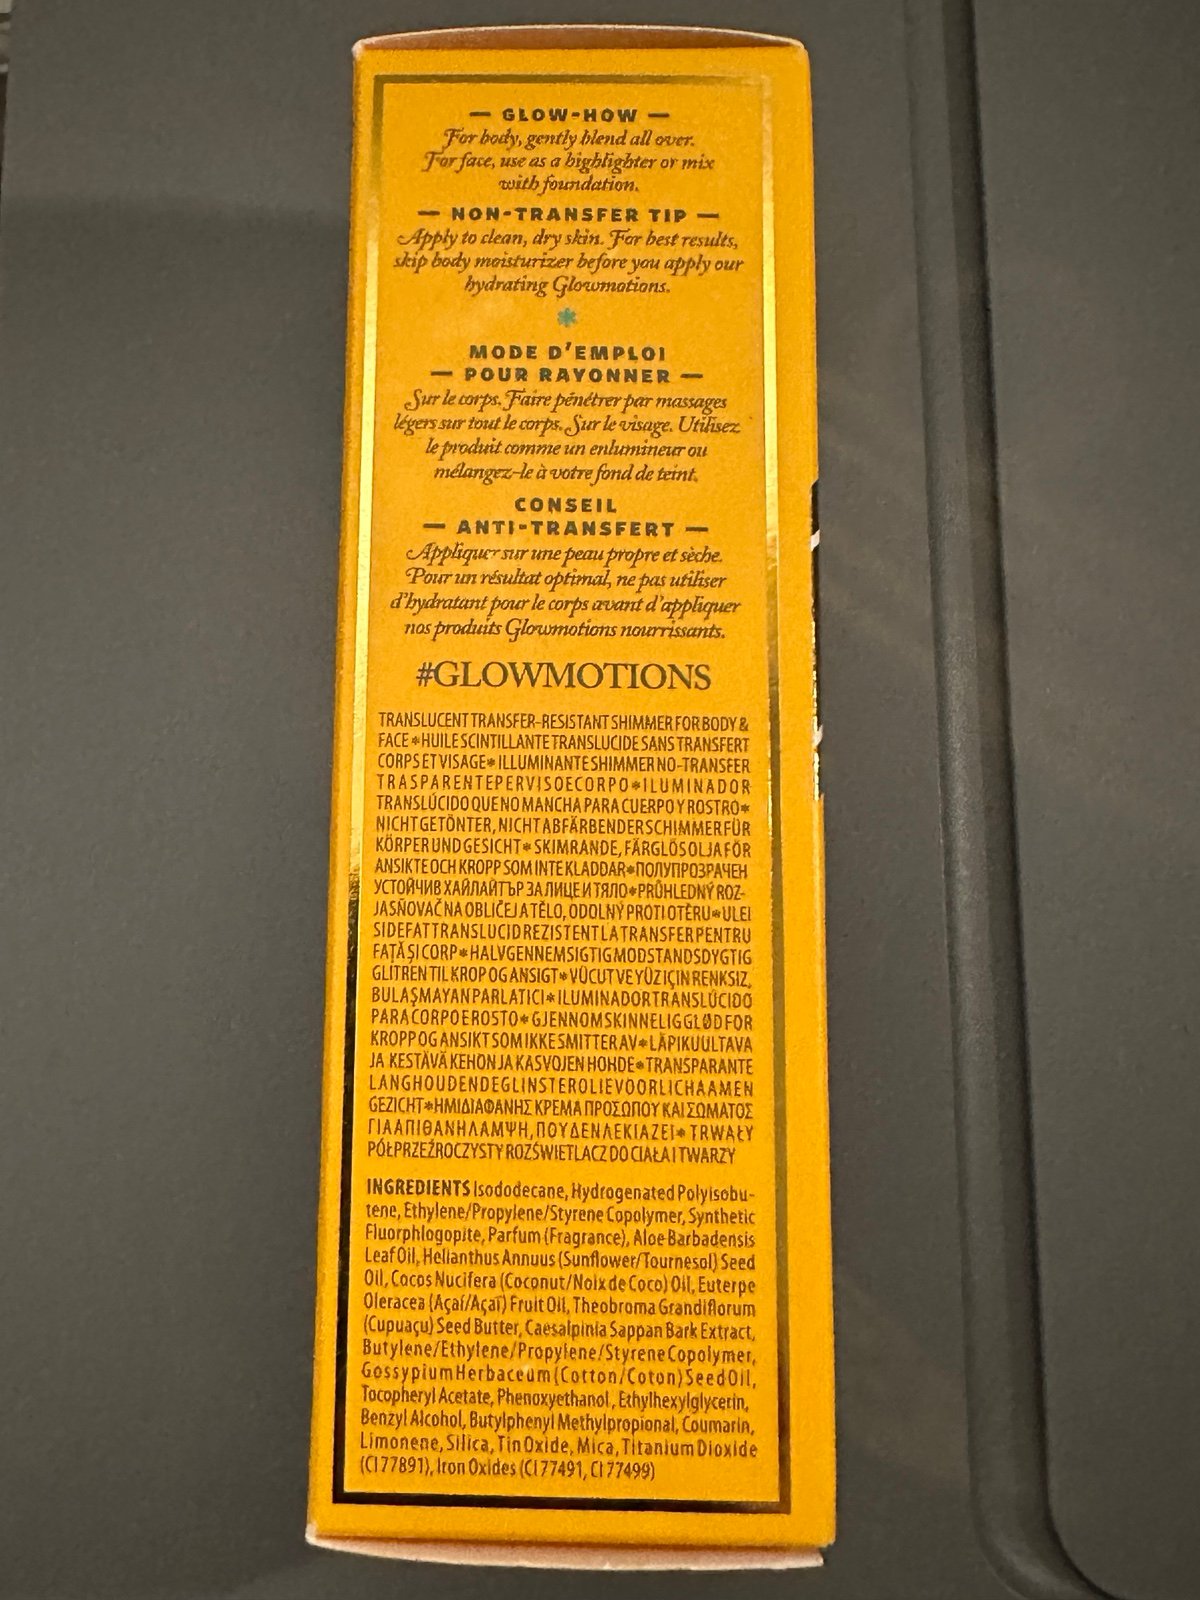 — GLOW-HOW —
For body, gently blend all over.
For face, use as a highlighter or mix
with foundation.
— NON-TRANSFER TIP —
Apply to clean, dry skin. For best results,
skip body moisturizer before you apply our
hydrating Glowmotions.
MODE D'EMPLOI
— POUR RAYONNER —
Sur le corps. Faire pénétrer par massages
légers sur tout le corps. Sur le visage. Utilisez
le produit comme un enlumineur ou
mélangez-le à votre fond de teint.
CONSEIL
— ANTI-TRANSFERT —
Appliquer sur une peau propre et sèche.
Pour un résultat optimal, ne pas utiliser
d'hydratant pour le corps avant d'appliquer
nos produits Glowmotions nourrissants.
#GLOWMOTIONS
TRANSLUCENT TRANSFER-RESISTANT SHIMMER FOR BODY &
FACE * HUILE SCINTILLANTE TRANSLUCIDE SANS TRANSFERT
CORPS ET VISAGE * ILLUMINANTE SHIMMER NO-TRANSFER
TRASPARENTE PER VISO E CORPO * ILUMINADOR
TRANSLÚCIDO QUE NO MANCHA PARA CUERPO Y ROSTRO *
NICHT GETÖNTER, NICHT ABFÄRBENDER SCHIMMER FÜR
KÖRPER UND GESICHT * SKIMRANDE, FÄRGLÖS OLJA FÖR
ANSIKTE OCH KROPP SOM INTE KLADDAR * ПОЛУПРОЗРАЧЕН
УСТОЙЧИВ ХАЙЛАЙТЪР ЗА ЛИЦЕ И ТЯЛО * PRŮHLEDNÝ ROZ-
JASŇOVAČ NA OBLIČEJ A TĚLO, ODOLNÝ PROTI OTĚRU * ULEI
SIDEFAT TRANSLUCID REZISTENT LA TRANSFER PENTRU
FAȚĂ ȘI CORP * HALVGENNEMSIGTIG MODSTANDSDYGTIG
GLITREN TIL KROP OG ANSIGT * VÜCUT VE YÜZ İÇİN RENKSIZ,
BULAŞMAYAN PARLATICI * ILUMINADOR TRANSLÚCIDO
PARA CORPO E ROSTO * GJENNOMSKINNELIG GLØD FOR
KROPP OG ANSIKT SOM IKKE SMITTER AV * LÄPIKUULTAVA
JA KESTÄVÄ KEHON JA KASVOJEN HOHDE * TRANSPARANTE
LANGHOUDENDE GLINSTEROLIE VOOR LICHAAM EN
GEZICHT * ΗΜΙΔΙΑΦΑΝΗΣ ΚΡΕΜΑ ΠΡΟΣΩΠΟΥ ΚΑΙ ΣΩΜΑΤΟΣ
ΓΙΑ ΑΠΙΘΑΝΗ ΛΑΜΨΗ, ΠΟΥ ΔΕΝ ΛΕΚΙΑΖΕΙ * TRWAŁY
PÓŁPRZEŹROCZYSTY ROZŚWIETLACZ DO CIAŁA I TWARZY
INGREDIENTS Isododecane, Hydrogenated Polyisobu-
tene, Ethylene/Propylene/Styrene Copolymer, Synthetic
Fluorphlogopite, Parfum (Fragrance), Aloe Barbadensis
Leaf Oil, Helianthus Annuus (Sunflower/Tournesol) Seed
Oil, Cocos Nucifera (Coconut/Noix de Coco) Oil, Euterpe
Oleracea (Açaí/Açaï) Fruit Oil, Theobroma Grandiflorum
(Cupuaçu) Seed Butter, Caesalpinia Sappan Bark Extract,
Butylene/Ethylene/Propylene/Styrene Copolymer,
Gossypium Herbaceum (Cotton/Coton) Seed Oil,
Tocopheryl Acetate, Phenoxyethanol, Ethylhexylglycerin,
Benzyl Alcohol, Butylphenyl Methylpropional, Coumarin,
Limonene, Silica, Tin Oxide, Mica, Titanium Dioxide
(CI 77891), Iron Oxides (CI 77491, CI 77499)